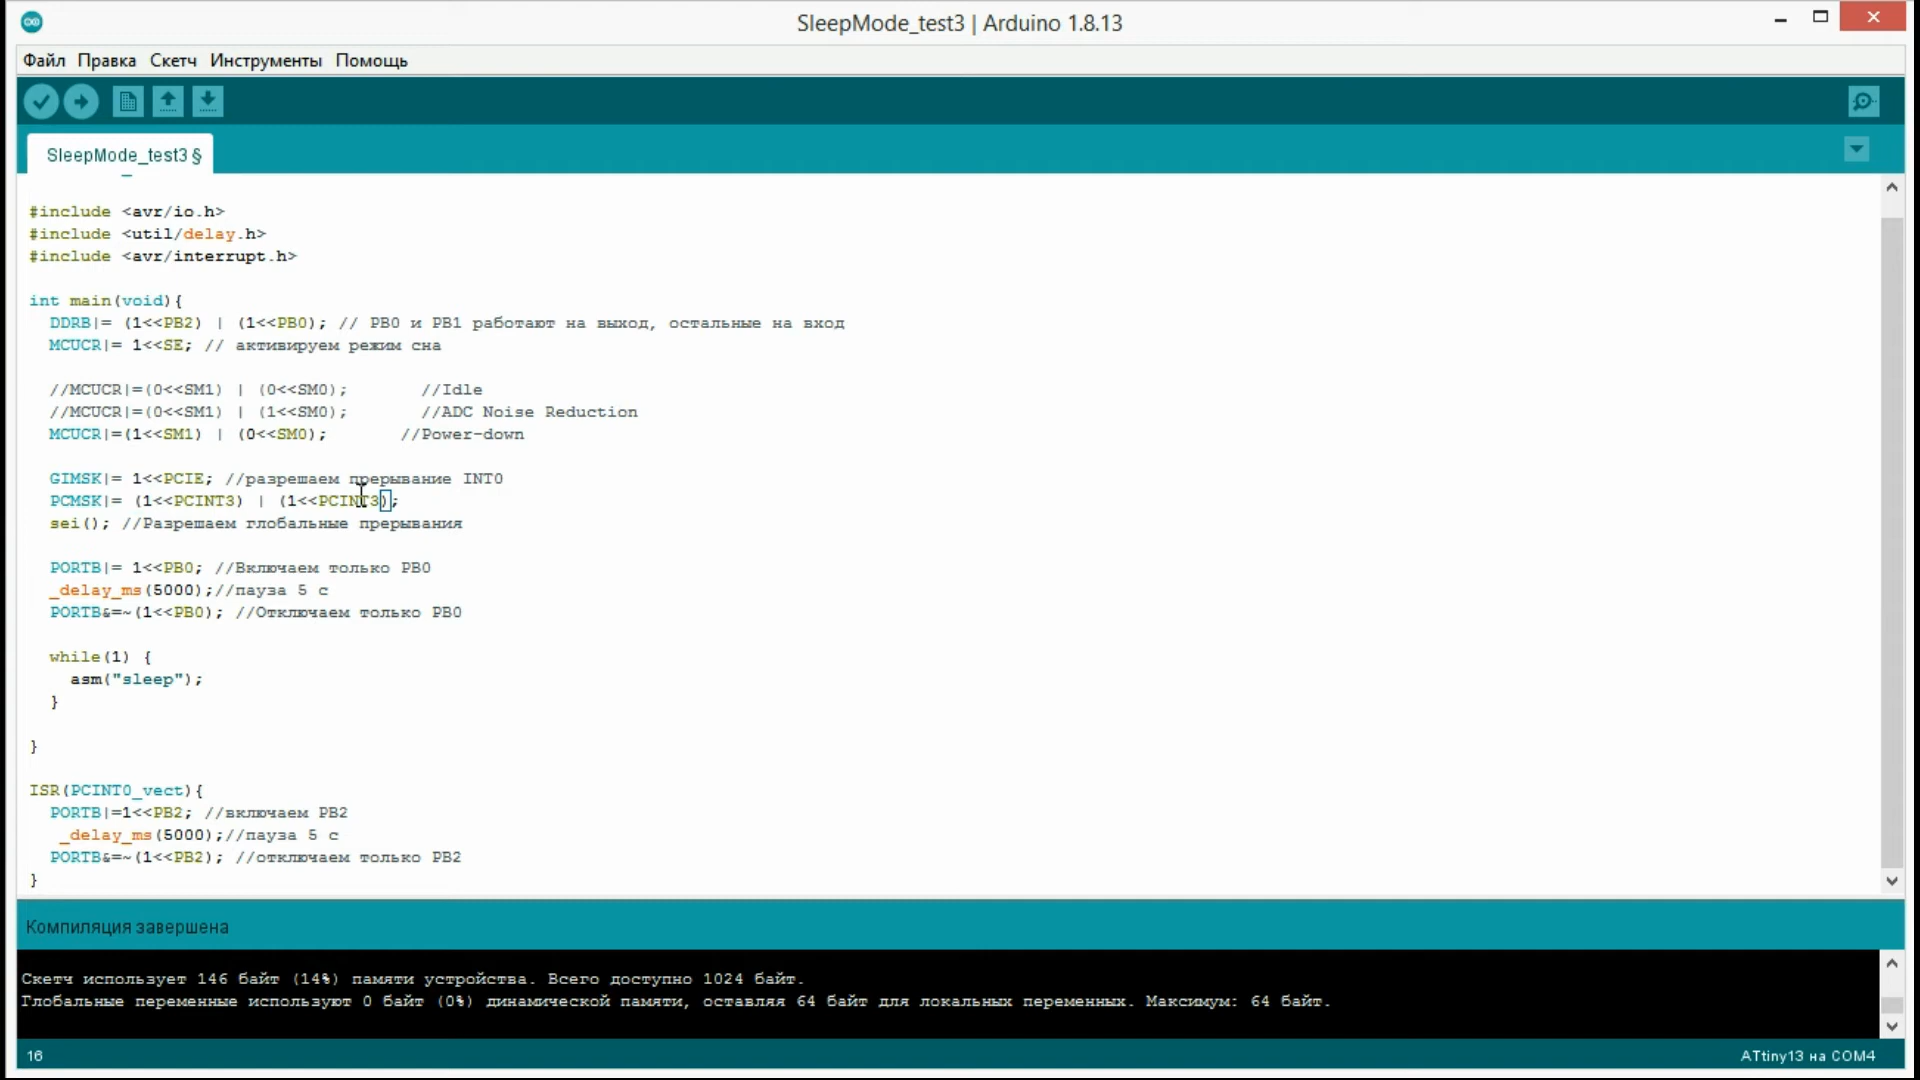 SleepMode_test3 | Arduino 1.8.13
Файл Правка Скетч Инструменты Помощь
SleepMode_test3 §
#include <avr/io.h>
#include <util/delay.h>
#include <avr/interrupt.h>
int main(void){
DDRB|= (1<<PB2) | (1<<PB0); // PB0 и PB1 работают на выход, остальные на вход
MCUCR|= 1<<SE; // активируем режим сна
//MCUCR|=(0<<SM1) | (0<<SM0); //Idle
//MCUCR|=(0<<SM1) | (1<<SM0); //ADC Noise Reduction
MCUCR|=(1<<SM1) | (0<<SM0); //Power-down
GIMSK|= 1<<PCIE; //разрешаем прерывание INT0
PCMSK|= (1<<PCINT3) | (1<<PCINT3);
sei(); //Разрешаем глобальные прерывания
PORTB|= 1<<PB0; //Включаем только PB0
_delay_ms(5000);//пауза 5 с
PORTB&=~(1<<PB0); //Отключаем только PB0
while(1) {
asm("sleep");
}
}
ISR(PCINT0_vect){
PORTB|=1<<PB2; //включаем PB2
_delay_ms(5000);//пауза 5 с
PORTB&=~(1<<PB2); //отключаем только PB2
}
Компиляция завершена
Скетч использует 146 байт (14%) памяти устройства. Всего доступно 1024 байт.
Глобальные переменные используют 0 байт (0%) динамической памяти, оставляя 64 байт для локальных переменных. Максимум: 64 байт.
16
ATtiny13 на COM4